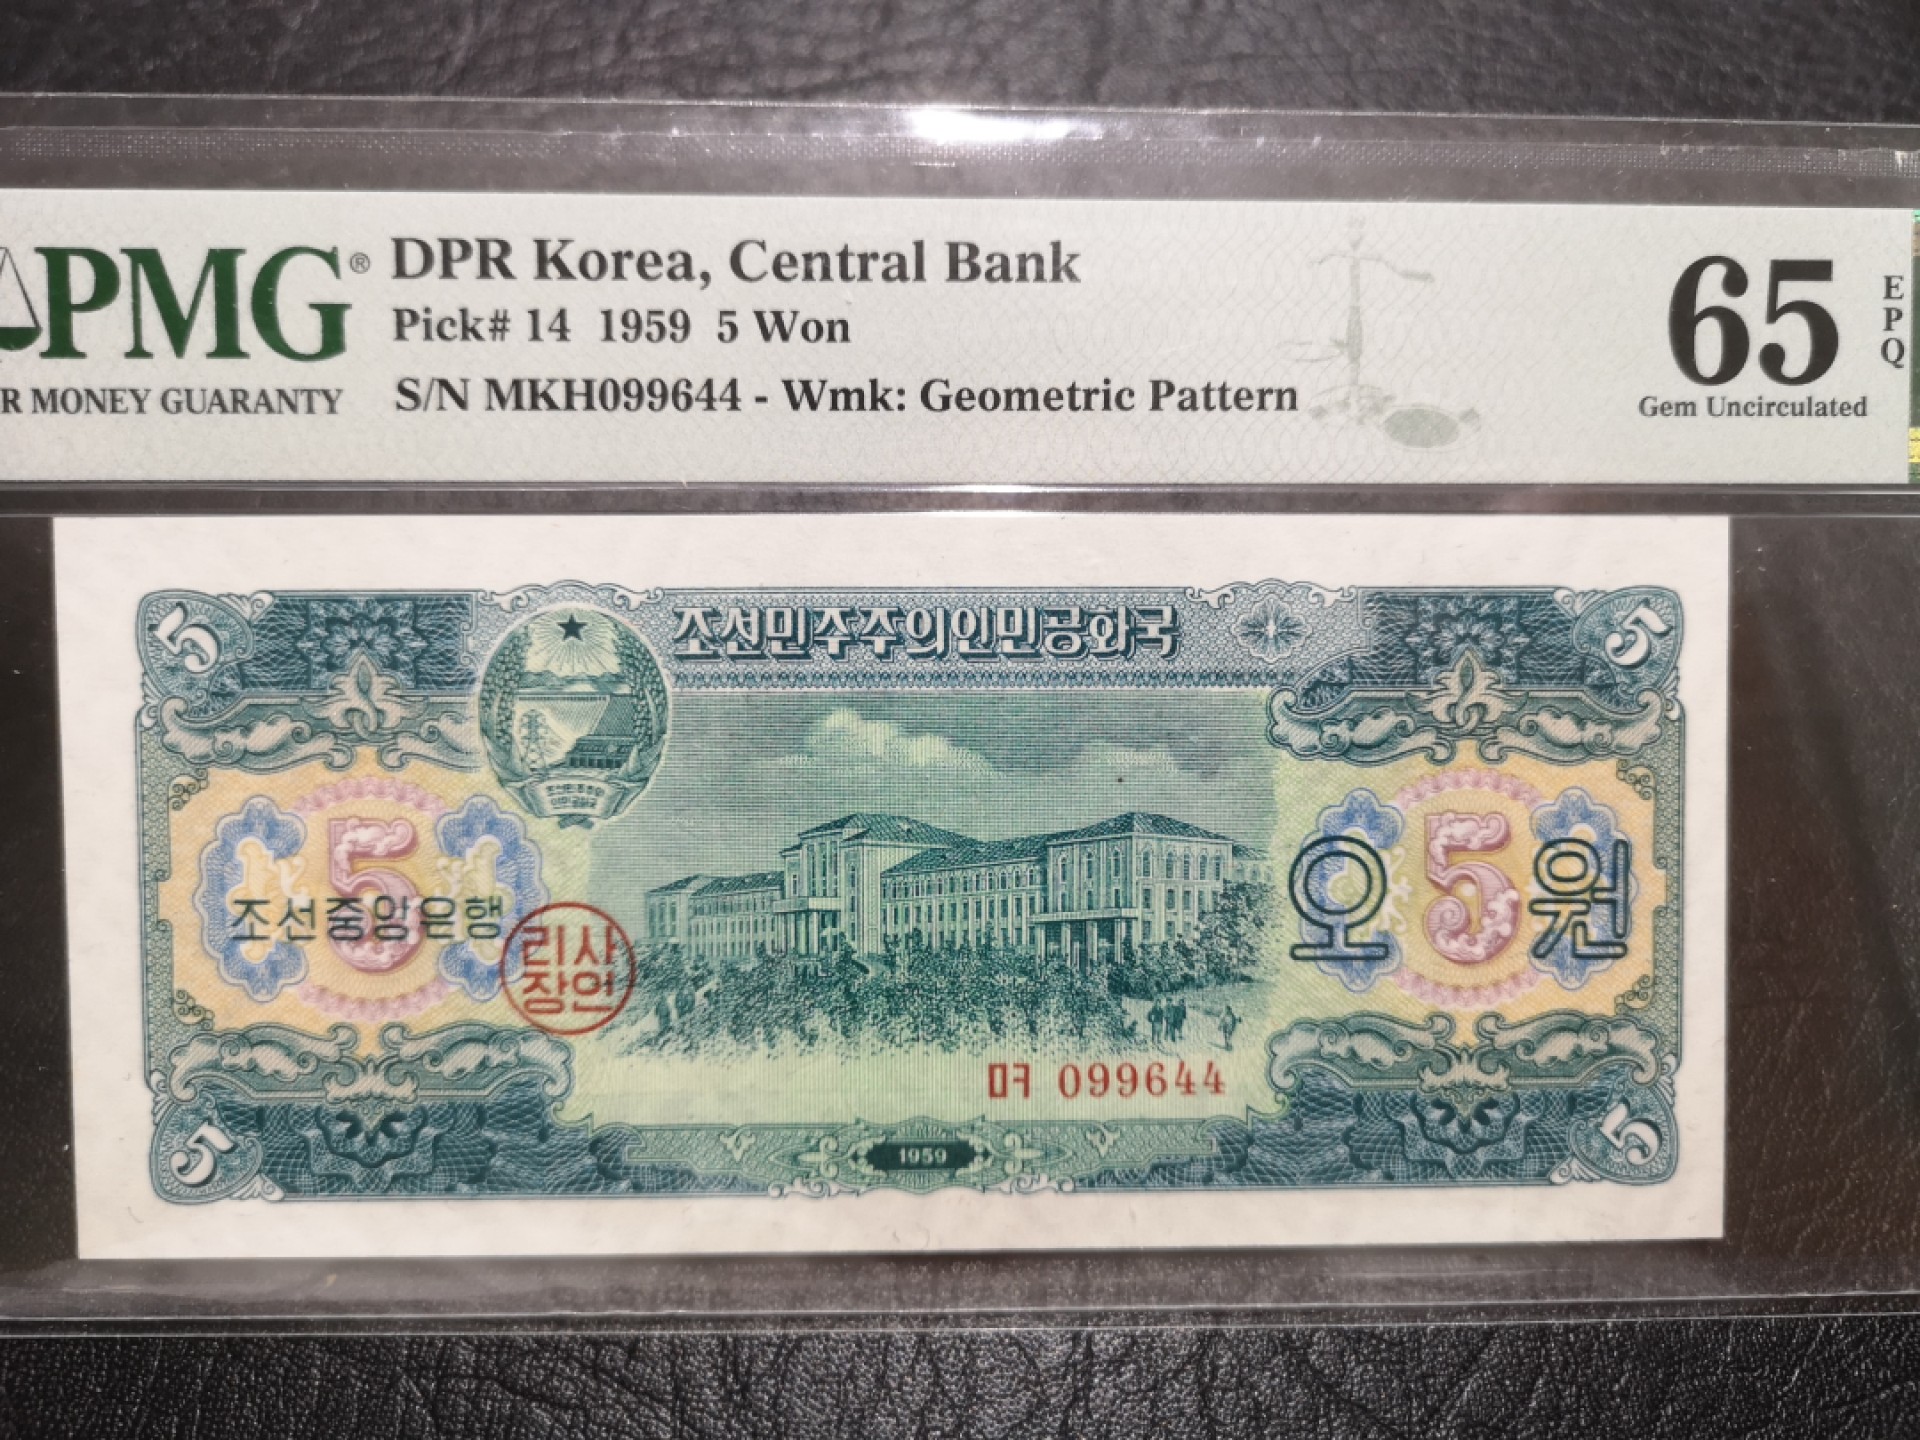 PMG® DPR Korea, Central Bank
Pick# 14 1959 5 Won
R MONEY GUARANTY S/N MKH099644 - Wmk: Geometric Pattern
65 EPQ
Gem Uncirculated
5 조선민주주의인민공화국 5
5 5
조선중앙은행 오 원
리사
장인
ㅁㅋ 099644
5 1959 5